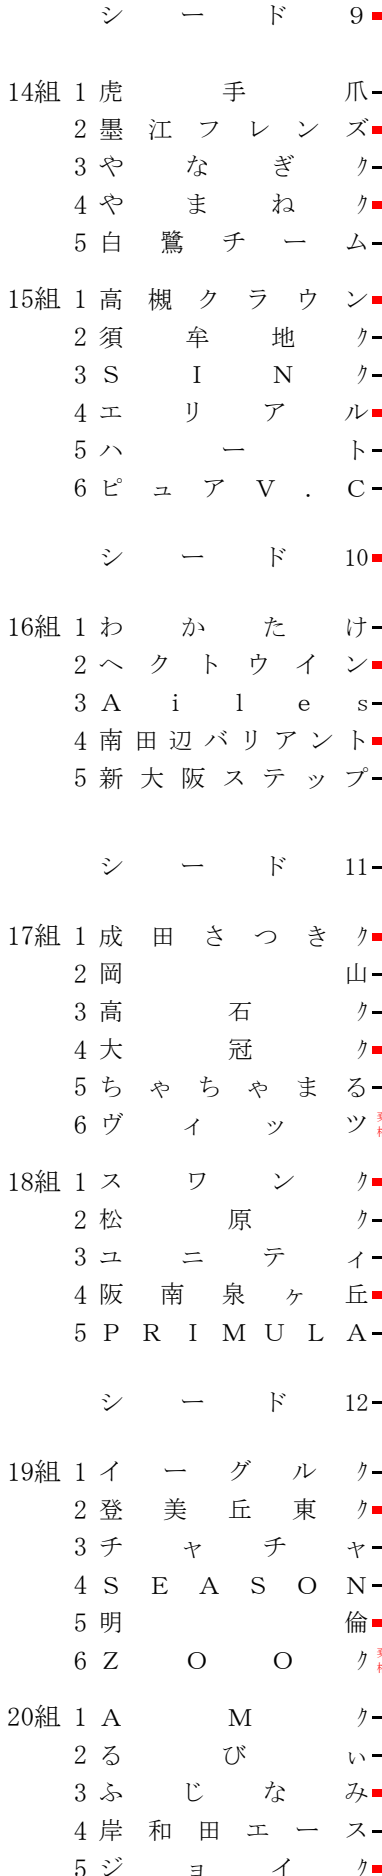 シード 9
14組 1 虎手爪
2 墨江フレンズ
3 やなぎク
4 やまねク
5 白鷺チーム
15組 1 高槻クラウン
2 須牟地ク
3 SINク
4 エリアル
5 ハート
6 ピュアV.C
シード 10
16組 1 わかたけ
2 ヘクトウイン
3 Ailes
4 南田辺バリアント
5 新大阪ステップ
シード 11
17組 1 成田さつきク
2 岡山
3 高石ク
4 大冠ク
5 ちゃちゃまる
6 ヴィッツ
18組 1 スワンク
2 松原ク
3 ユニティ
4 阪南泉ヶ丘
5 PRIMULA
シード 12
19組 1 イーグルク
2 登美丘東ク
3 チャチャ
4 SEASON
5 明倫
6 ZOOク
20組 1 AMク
2 るびぃ
3 ふじなみ
4 岸和田エース
5 ジョイク